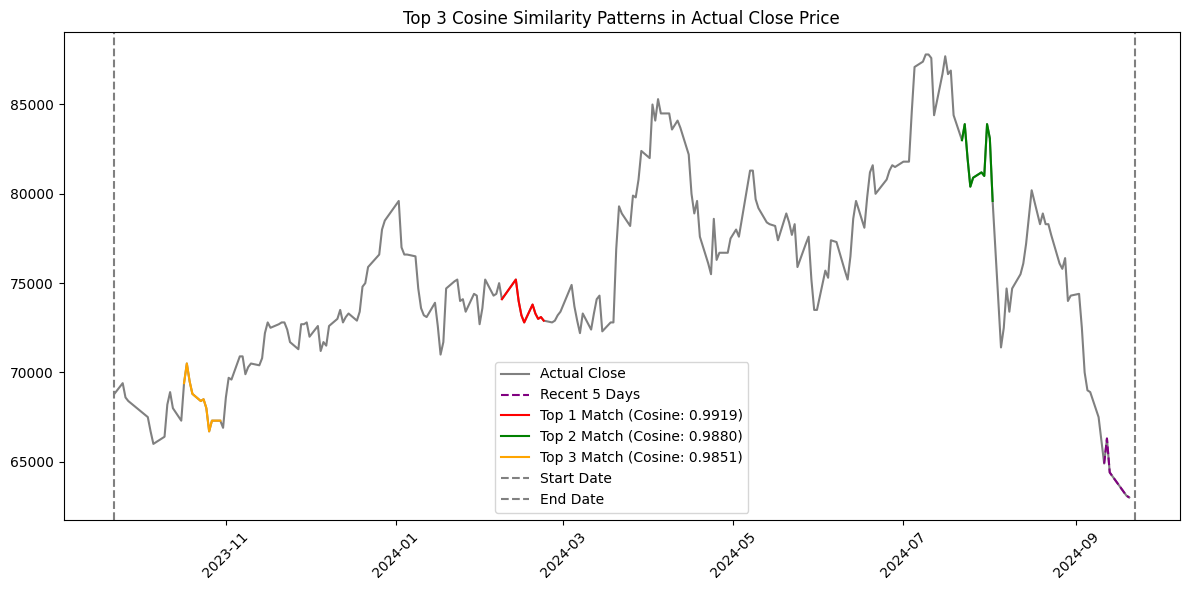 Top 3 Cosine Similarity Patterns in Actual Close Price
85000
80000
75000
70000
65000
Actual Close
Recent 5 Days
Top 1 Match (Cosine: 0.9919)
Top 2 Match (Cosine: 0.9880)
Top 3 Match (Cosine: 0.9851)
Start Date
End Date
2023-11
2024-01
2024-03
2024-05
2024-07
2024-09